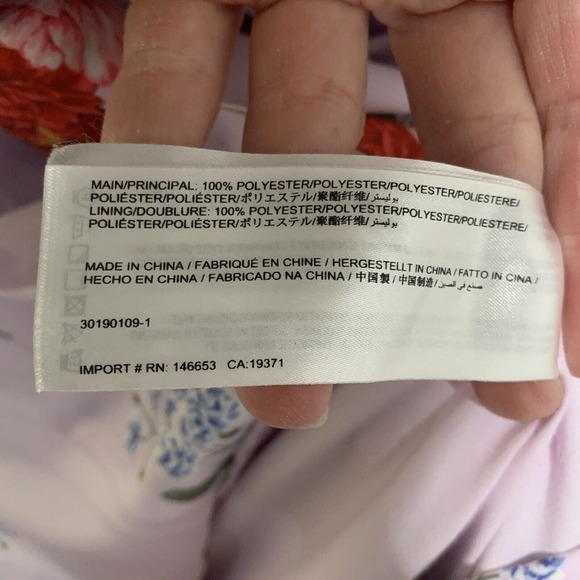 MAIN/PRINCIPAL: 100% POLYESTER/POLYESTER/POLYESTER/POLIESTERE/
POLIÉSTER/POLIÉSTER/ポリエステル/聚酯纤维/بوليستر
LINING/DOUBLURE: 100% POLYESTER/POLYESTER/POLYESTER/POLIESTERE/
POLIÉSTER/POLIÉSTER/ポリエステル/聚酯纤维/بوليستر
MADE IN CHINA / FABRIQUÉ EN CHINE / HERGESTELLT IN CHINA / FATTO IN CINA /
HECHO EN CHINA / FABRICADO NA CHINA / 中国製 / 中国制造/ صنع في الصين
30190109-1
IMPORT # RN: 146653 CA:19371